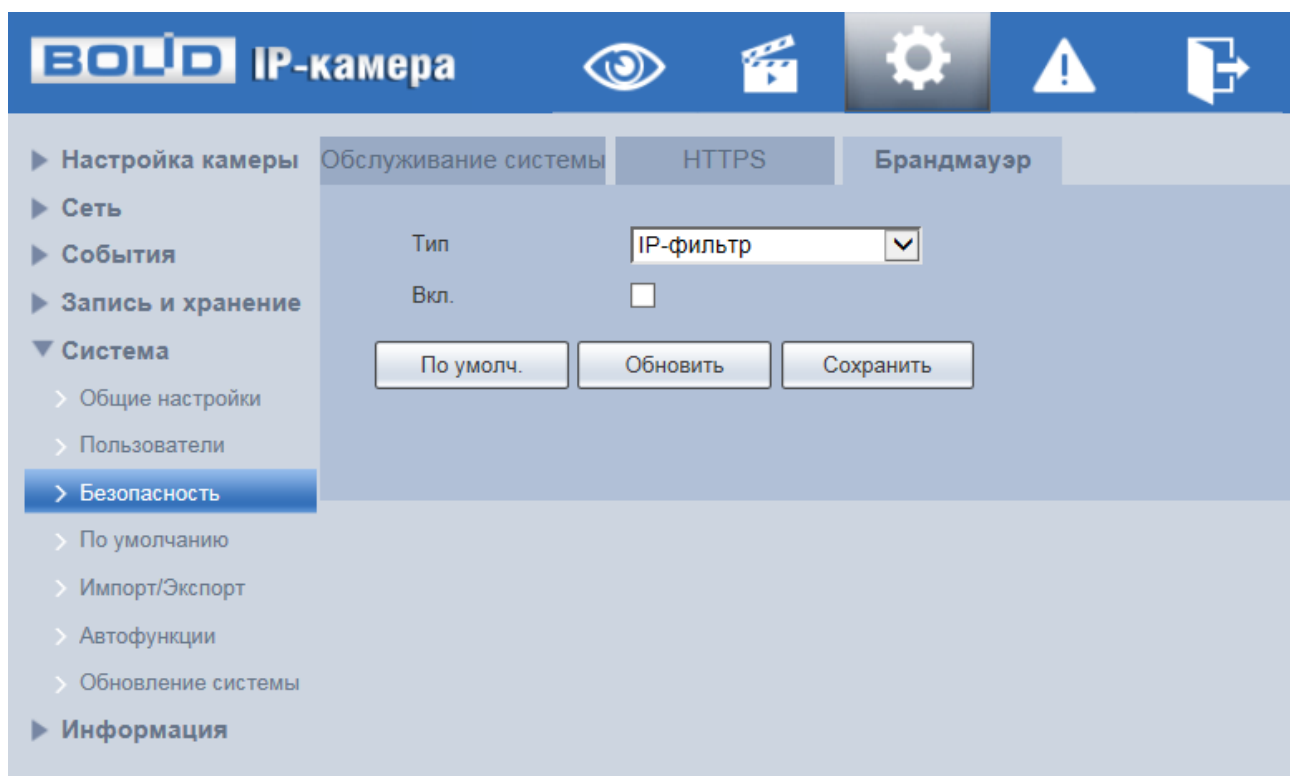 BOLID IP-камера
Обслуживание системы HTTPS Брандмауэр
Настройка камеры
Сеть
События
Запись и хранение
Система
Общие настройки
Пользователи
Безопасность
По умолчанию
Импорт/Экспорт
Автофункции
Обновление системы
Информация
Тип IP-фильтр
Вкл.
По умолч. Обновить Сохранить